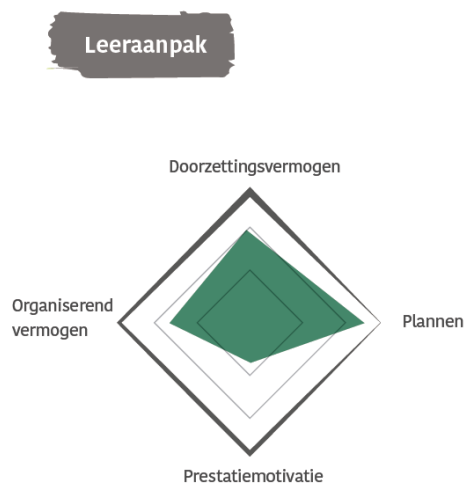 Leeraanpak
Doorzettingsvermogen
Organiserend
vermogen
Plannen
Prestatiemotivatie